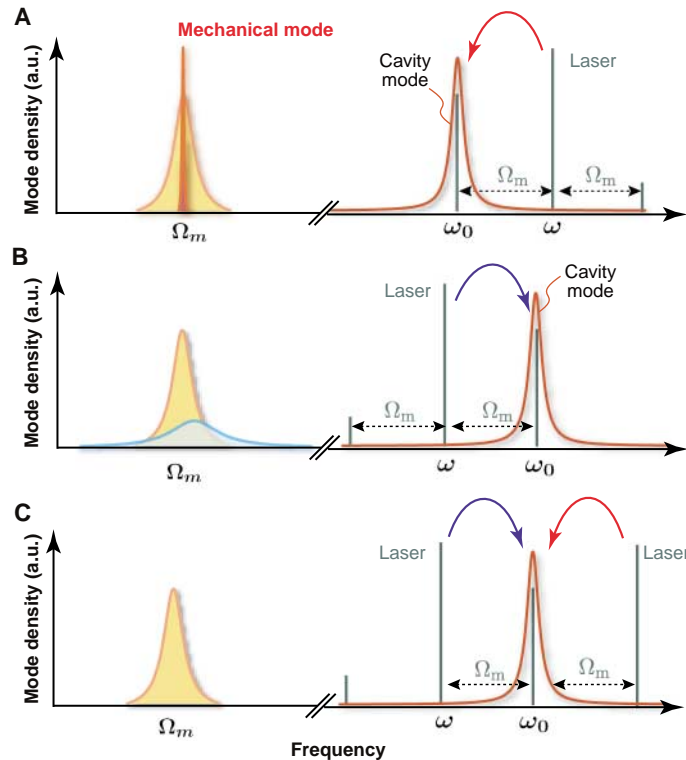 A
Mechanical mode
Mode density (a.u.)
Cavity
mode
Laser
Ωm
Ωm
Ωm
ω0
ω
B
Mode density (a.u.)
Laser
Cavity
mode
Ωm
Ωm
Ωm
ω
ω0
C
Mode density (a.u.)
Laser
Laser
Ωm
Ωm
Ωm
ω
ω0
Frequency